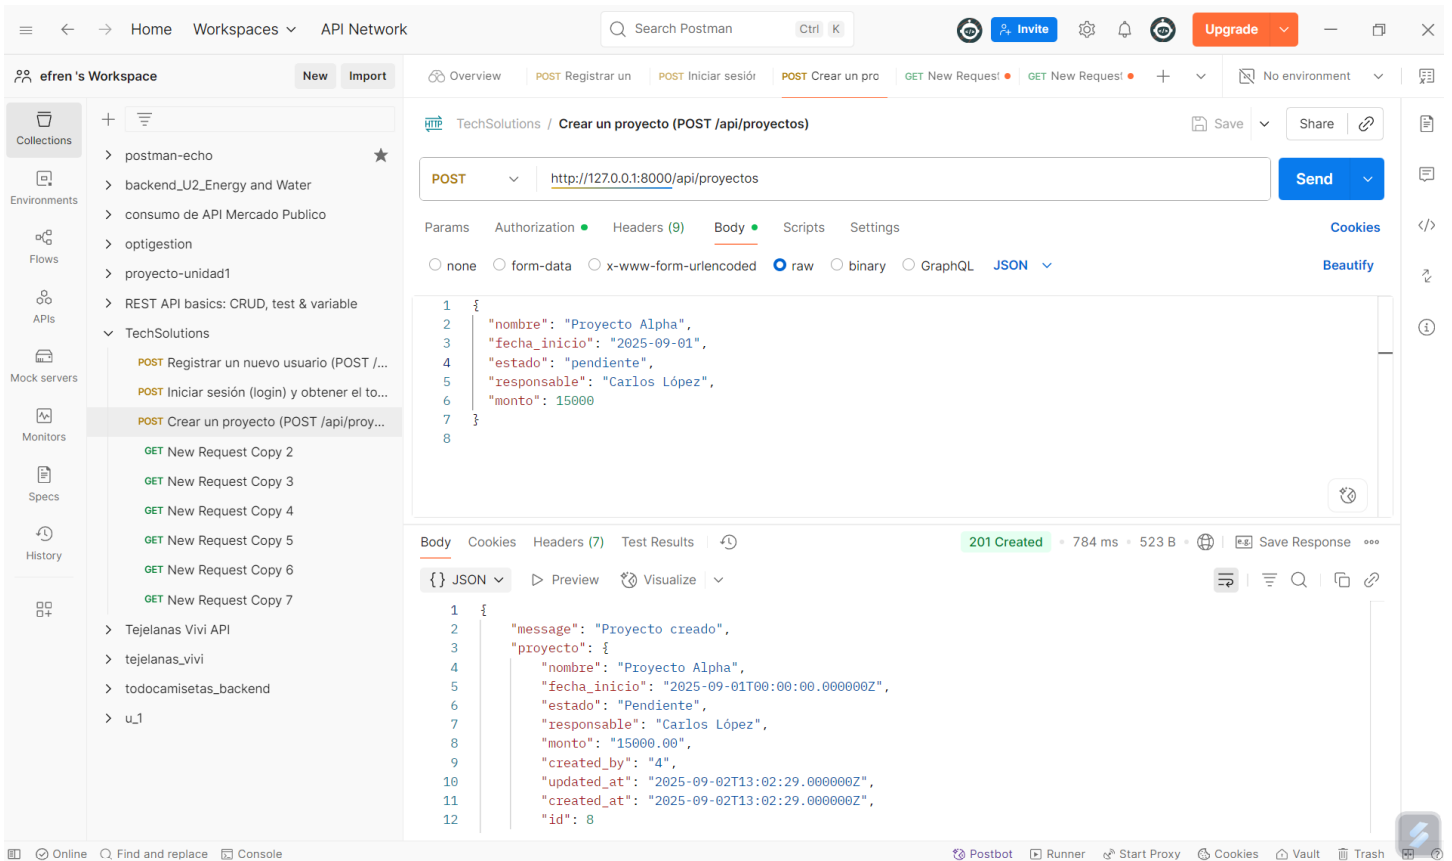 Home Workspaces API Network Search Postman Ctrl K Invite Upgrade
efren 's Workspace New Import Overview POST Registrar un POST Iniciar sesiór POST Crear un pro GET New Request GET New Request No environment
Collections
Environments
Flows
APIs
Mock servers
Monitors
Specs
History
postman-echo
backend_U2_Energy and Water
consumo de API Mercado Publico
optigestion
proyecto-unidad1
REST API basics: CRUD, test & variable
TechSolutions
POST Registrar un nuevo usuario (POST /...
POST Iniciar sesión (login) y obtener el to...
POST Crear un proyecto (POST /api/proy...
GET New Request Copy 2
GET New Request Copy 3
GET New Request Copy 4
GET New Request Copy 5
GET New Request Copy 6
GET New Request Copy 7
Tejelanas Vivi API
tejelanas_vivi
todocamisetas_backend
u_1
HTTP TechSolutions / Crear un proyecto (POST /api/proyectos) Save Share
POST http://127.0.0.1:8000/api/proyectos Send
Params Authorization Headers (9) Body Scripts Settings Cookies
none form-data x-www-form-urlencoded raw binary GraphQL JSON Beautify
1 {
2 "nombre": "Proyecto Alpha",
3 "fecha_inicio": "2025-09-01",
4 "estado": "pendiente",
5 "responsable": "Carlos López",
6 "monto": 15000
7 }
8
Body Cookies Headers (7) Test Results 201 Created 784 ms 523 B e.g. Save Response
{} JSON Preview Visualize
1 {
2 "message": "Proyecto creado",
3 "proyecto": {
4 "nombre": "Proyecto Alpha",
5 "fecha_inicio": "2025-09-01T00:00:00.000000Z",
6 "estado": "Pendiente",
7 "responsable": "Carlos López",
8 "monto": "15000.00",
9 "created_by": "4",
10 "updated_at": "2025-09-02T13:02:29.000000Z",
11 "created_at": "2025-09-02T13:02:29.000000Z",
12 "id": 8
Online Find and replace Console Postbot Runner Start Proxy Cookies Vault Trash